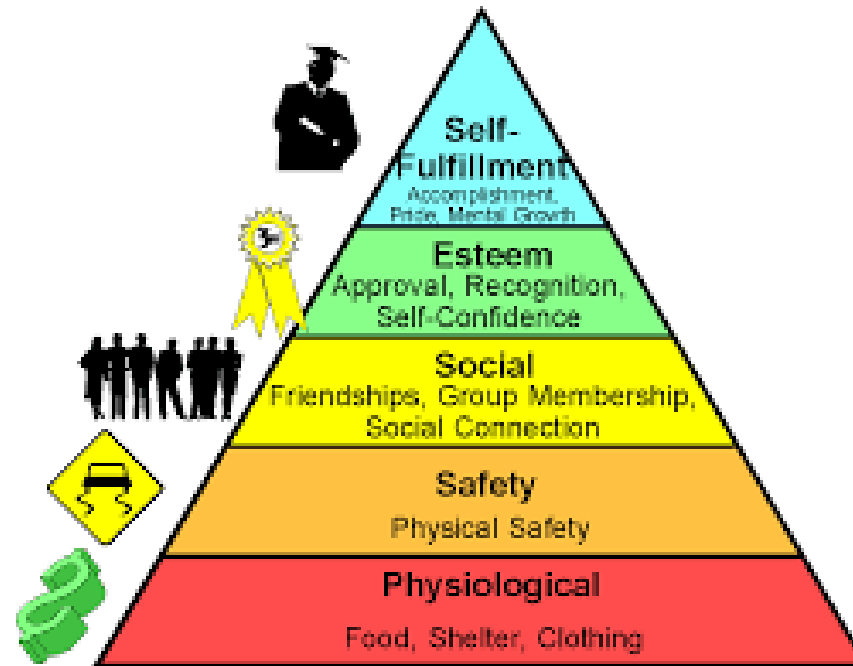 Self-
Fulfillment
Accomplishment,
Pride, Mental Growth
Esteem
Approval, Recognition,
Self-Confidence
Social
Friendships, Group Membership,
Social Connection
Safety
Physical Safety
Physiological
Food, Shelter, Clothing